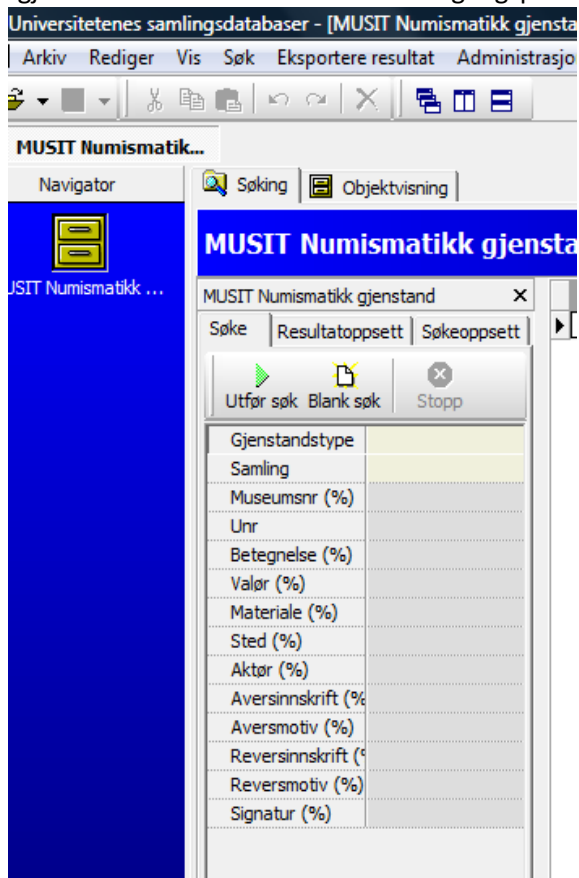 Universitetenes samlingsdatabaser - [MUSIT Numismatikk gjensta
Arkiv Rediger Vis Søk Eksportere resultat Administrasjo
MUSIT Numismatik...
Navigator
Søking Objektvisning
MUSIT Numismatikk gjensta
USIT Numismatikk ...
MUSIT Numismatikk gjenstand
Søke Resultatoppsett Søkeoppsett
Utfør søk Blank søk Stopp
Gjenstandstype
Samling
Museumsnr (%)
Unr
Betegnelse (%)
Valør (%)
Materiale (%)
Sted (%)
Aktør (%)
Aversinnskrift (%
Aversmotiv (%)
Reversinnskrift (%
Reversmotiv (%)
Signatur (%)